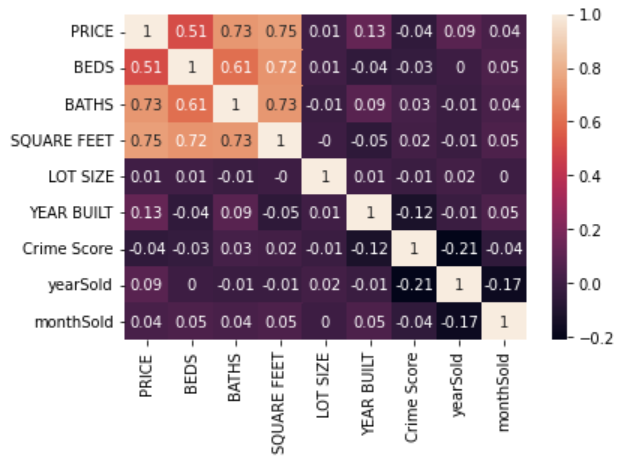 PRICE 1 0.51 0.73 0.75 0.01 0.13 -0.04 0.09 0.04
BEDS 0.51 1 0.61 0.72 0.01 -0.04 -0.03 0 0.05
BATHS 0.73 0.61 1 0.73 -0.01 0.09 0.03 -0.01 0.04
SQUARE FEET 0.75 0.72 0.73 1 -0 -0.05 0.02 -0.01 0.05
LOT SIZE 0.01 0.01 -0.01 -0 1 0.01 -0.01 0.02 0
YEAR BUILT 0.13 -0.04 0.09 -0.05 0.01 1 -0.12 -0.01 0.05
Crime Score -0.04 -0.03 0.03 0.02 -0.01 -0.12 1 -0.21 -0.04
yearSold 0.09 0 -0.01 -0.01 0.02 -0.01 -0.21 1 -0.17
monthSold 0.04 0.05 0.04 0.05 0 0.05 -0.04 -0.17 1
PRICE
BEDS
BATHS
SQUARE FEET
LOT SIZE
YEAR BUILT
Crime Score
yearSold
monthSold
1.0
0.8
0.6
0.4
0.2
0.0
−0.2